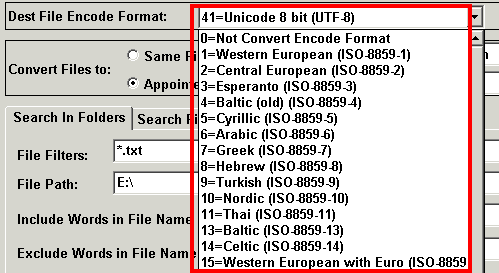 Dest File Encode Format: 41=Unicode 8 bit (UTF-8)
0=Not Convert Encode Format
1=Western European (ISO-8859-1)
2=Central European (ISO-8859-2)
3=Esperanto (ISO-8859-3)
4=Baltic (old) (ISO-8859-4)
5=Cyrillic (ISO-8859-5)
6=Arabic (ISO-8859-6)
7=Greek (ISO-8859-7)
8=Hebrew (ISO-8859-8)
9=Turkish (ISO-8859-9)
10=Nordic (ISO-8859-10)
11=Thai (ISO-8859-11)
13=Baltic (ISO-8859-13)
14=Celtic (ISO-8859-14)
15=Western European with Euro (ISO-8859
Convert Files to:
Same Fi
Appointe
Search In Folders Search Fi
File Filters: *.txt
File Path: E:\
Include Words in File Name
Exclude Words in File Name